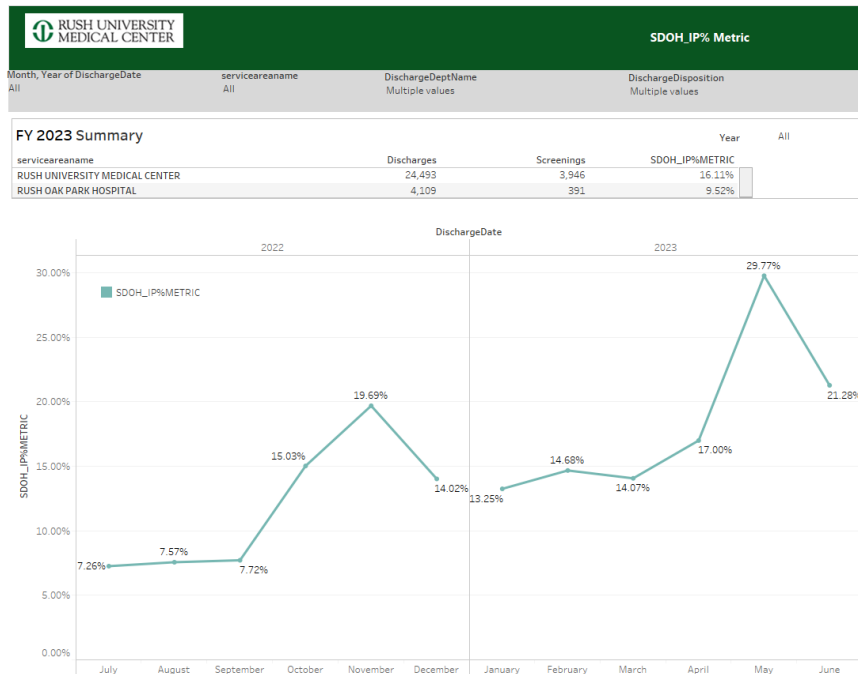 RUSH UNIVERSITY
MEDICAL CENTER
SDOH_IP% Metric
Month, Year of DischargeDate serviceareaname DischargeDeptName DischargeDisposition
All All Multiple values Multiple values
FY 2023 Summary Year All
serviceareaname Discharges Screenings SDOH_IP%METRIC
RUSH UNIVERSITY MEDICAL CENTER 24,493 3,946 16.11%
RUSH OAK PARK HOSPITAL 4,109 391 9.52%
DischargeDate
2022 2023
30.00%
25.00%
20.00%
15.00%
10.00%
5.00%
0.00%
SDOH_IP%METRIC
SDOH_IP%METRIC
7.26%
7.57%
7.72%
15.03%
19.69%
14.02%
13.25%
14.68%
14.07%
17.00%
29.77%
21.28%
July August September October November December January February March April May June